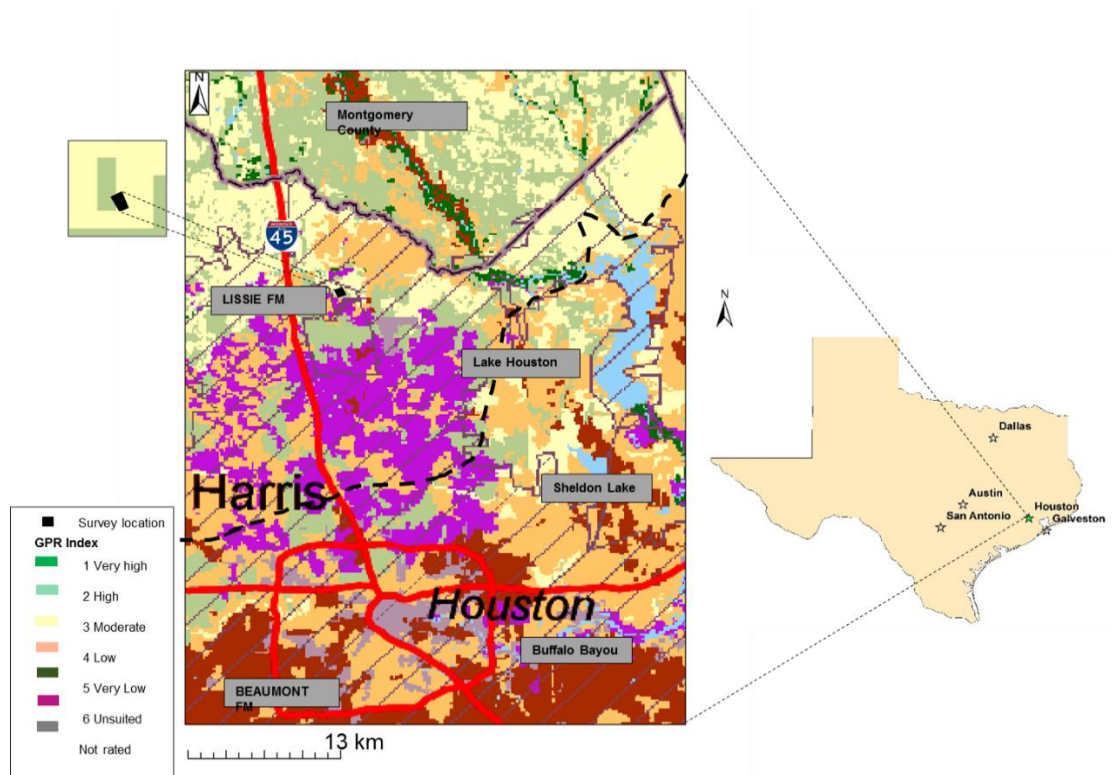 N
Montgomery
County
INTERSTATE
45
LISSIE FM
Lake Houston
Harris
Sheldon Lake
Houston
Buffalo Bayou
BEAUMONT
FM
13 km
Survey location
GPR Index
1 Very high
2 High
3 Moderate
4 Low
5 Very Low
6 Unsuited
Not rated
N
Dallas
Austin
San Antonio
Houston
Galveston